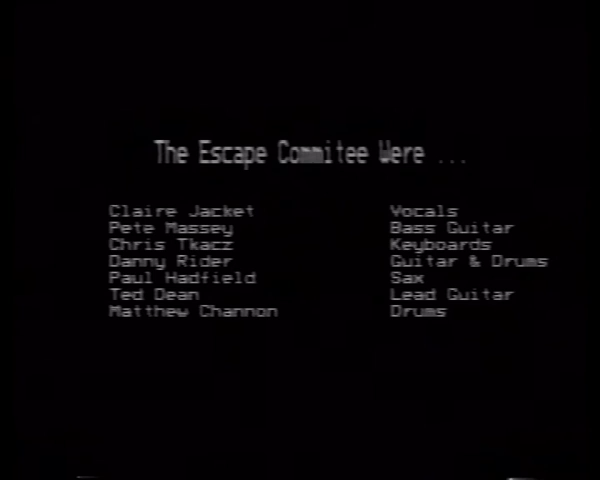 The Escape Commitee Were ...
Claire Jacket Vocals
Pete Massey Bass Guitar
Chris Tkacz Keyboards
Danny Rider Guitar & Drums
Paul Hadfield Sax
Ted Dean Lead Guitar
Matthew Channon Drums